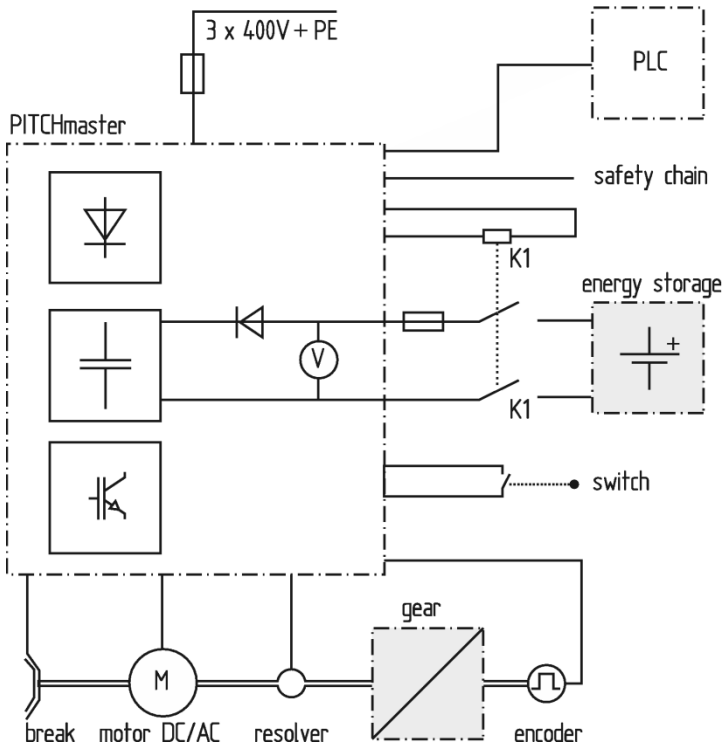 3 x 400V + PE
PLC
PITCHmaster
safety chain
K1
energy storage
V
+
K1
switch
gear
M
break
motor DC/AC
resolver
encoder